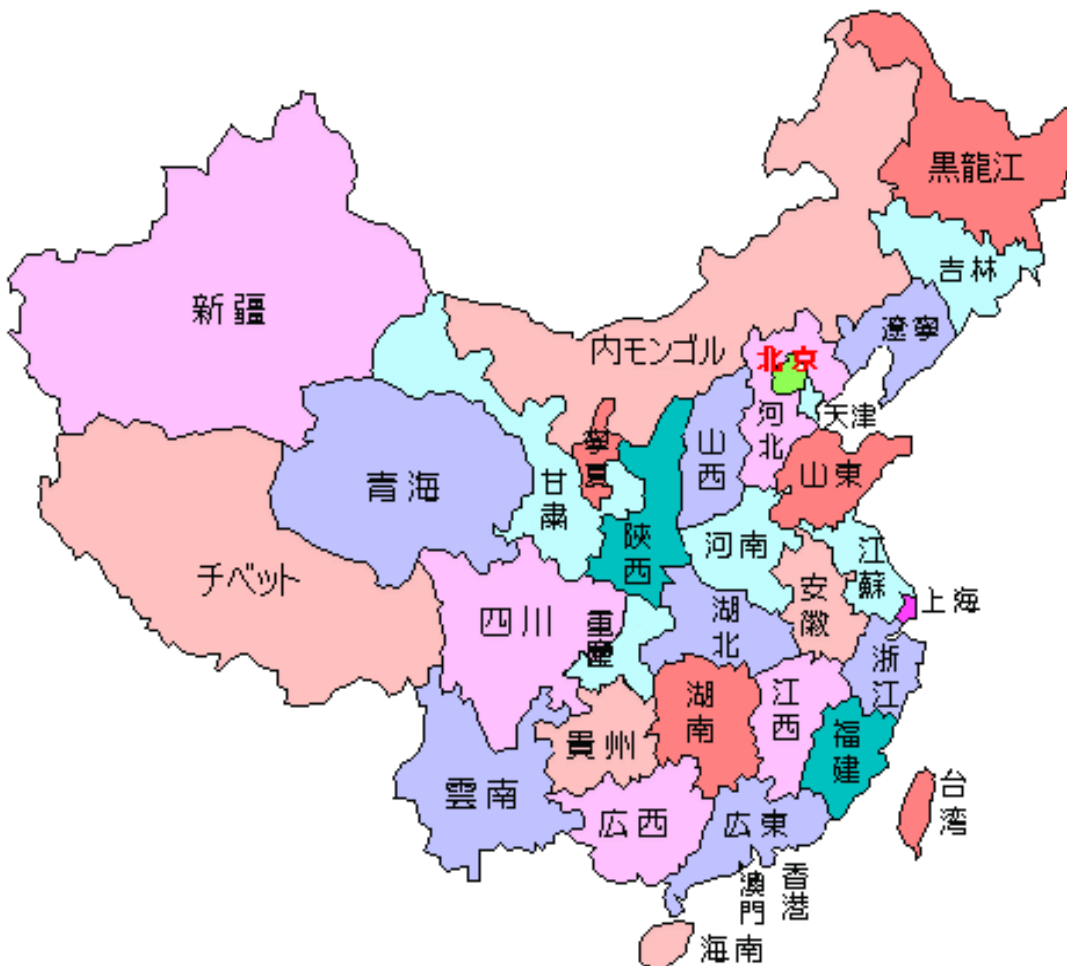 黒龍江
吉林
新疆
遼寧
内モンゴル
北京
河北
天津
山西
寧夏
山東
青海
甘粛
陝西
河南
江蘇
チベット
安徽
上海
四川
重慶
湖北
浙江
湖南
江西
貴州
福建
雲南
広西
広東
台湾
香港
澳門
海南